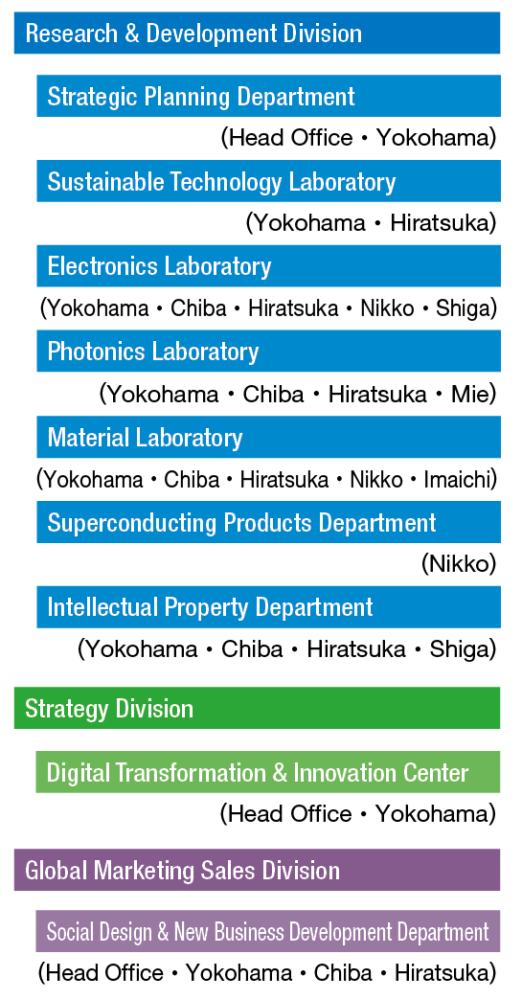 Research & Development Division
Strategic Planning Department
(Head Office・Yokohama)
Sustainable Technology Laboratory
(Yokohama・Hiratsuka)
Electronics Laboratory
(Yokohama・Chiba・Hiratsuka・Nikko・Shiga)
Photonics Laboratory
(Yokohama・Chiba・Hiratsuka・Mie)
Material Laboratory
(Yokohama・Chiba・Hiratsuka・Nikko・Imaichi)
Superconducting Products Department
(Nikko)
Intellectual Property Department
(Yokohama・Chiba・Hiratsuka・Shiga)
Strategy Division
Digital Transformation & Innovation Center
(Head Office・Yokohama)
Global Marketing Sales Division
Social Design & New Business Development Department
(Head Office・Yokohama・Chiba・Hiratsuka)